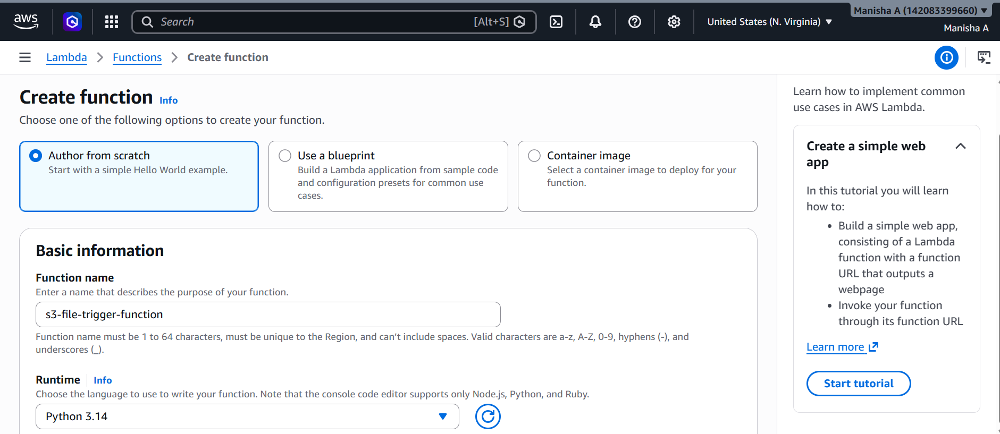 aws
Search
[Alt+S]
United States (N. Virginia)
Manisha A (142083399660)
Manisha A
Lambda
Functions
Create function
Create function
Info
Choose one of the following options to create your function.
Author from scratch
Start with a simple Hello World example.
Use a blueprint
Build a Lambda application from sample code
and configuration presets for common use
cases.
Container image
Select a container image to deploy for your
function.
Basic information
Function name
Enter a name that describes the purpose of your function.
s3-file-trigger-function
Function name must be 1 to 64 characters, must be unique to the Region, and can’t include spaces. Valid characters are a-z, A-Z, 0-9, hyphens (-), and
underscores (_).
Runtime
Info
Choose the language to use to write your function. Note that the console code editor supports only Node.js, Python, and Ruby.
Python 3.14
Learn how to implement common
use cases in AWS Lambda.
Create a simple web
app
In this tutorial you will learn
how to:
• Build a simple web app,
consisting of a Lambda
function with a function
URL that outputs a
webpage
• Invoke your function
through its function URL
Learn more
Start tutorial